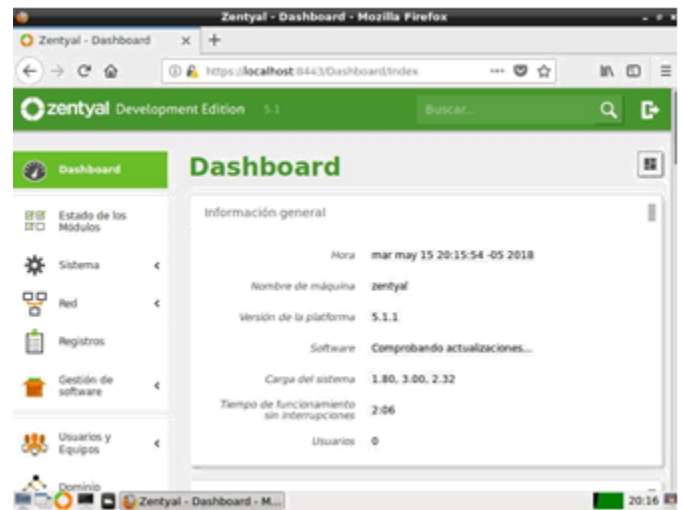 Zentyal - Dashboard - Mozilla Firefox
Zentyal - Dashboard
https://localhost:8443/Dashboard/Index
zentyal Development Edition 5.1
Buscar...
Dashboard
Dashboard
Información general
Estado de los
Módulos
Hora mar may 15 20:15:54 -05 2018
Sistema
Nombre de máquina zentyal
Red
Versión de la plataforma 5.1.1
Registros
Software Comprobando actualizaciones...
Gestión de
software
Carga del sistema 1.80, 3.00, 2.32
Tiempo de funcionamiento
sin interrupciones 2:06
Usuarios y
Equipos
Usuarios 0
Dominio
Zentyal - Dashboard - M...
20:16